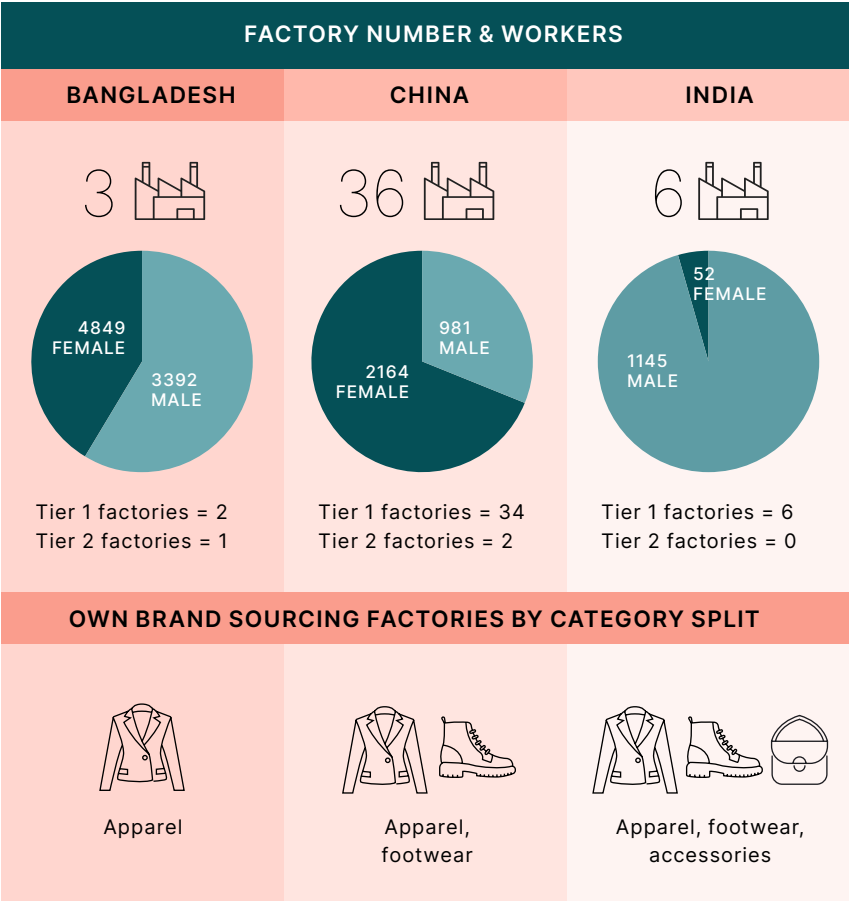 FACTORY NUMBER & WORKERS
BANGLADESH
CHINA
INDIA
3
36
6
4849
FEMALE
3392
MALE
981
MALE
2164
FEMALE
52
FEMALE
1145
MALE
Tier 1 factories = 2
Tier 2 factories = 1
Tier 1 factories = 34
Tier 2 factories = 2
Tier 1 factories = 6
Tier 2 factories = 0
OWN BRAND SOURCING FACTORIES BY CATEGORY SPLIT
Apparel
Apparel,
footwear
Apparel, footwear,
accessories